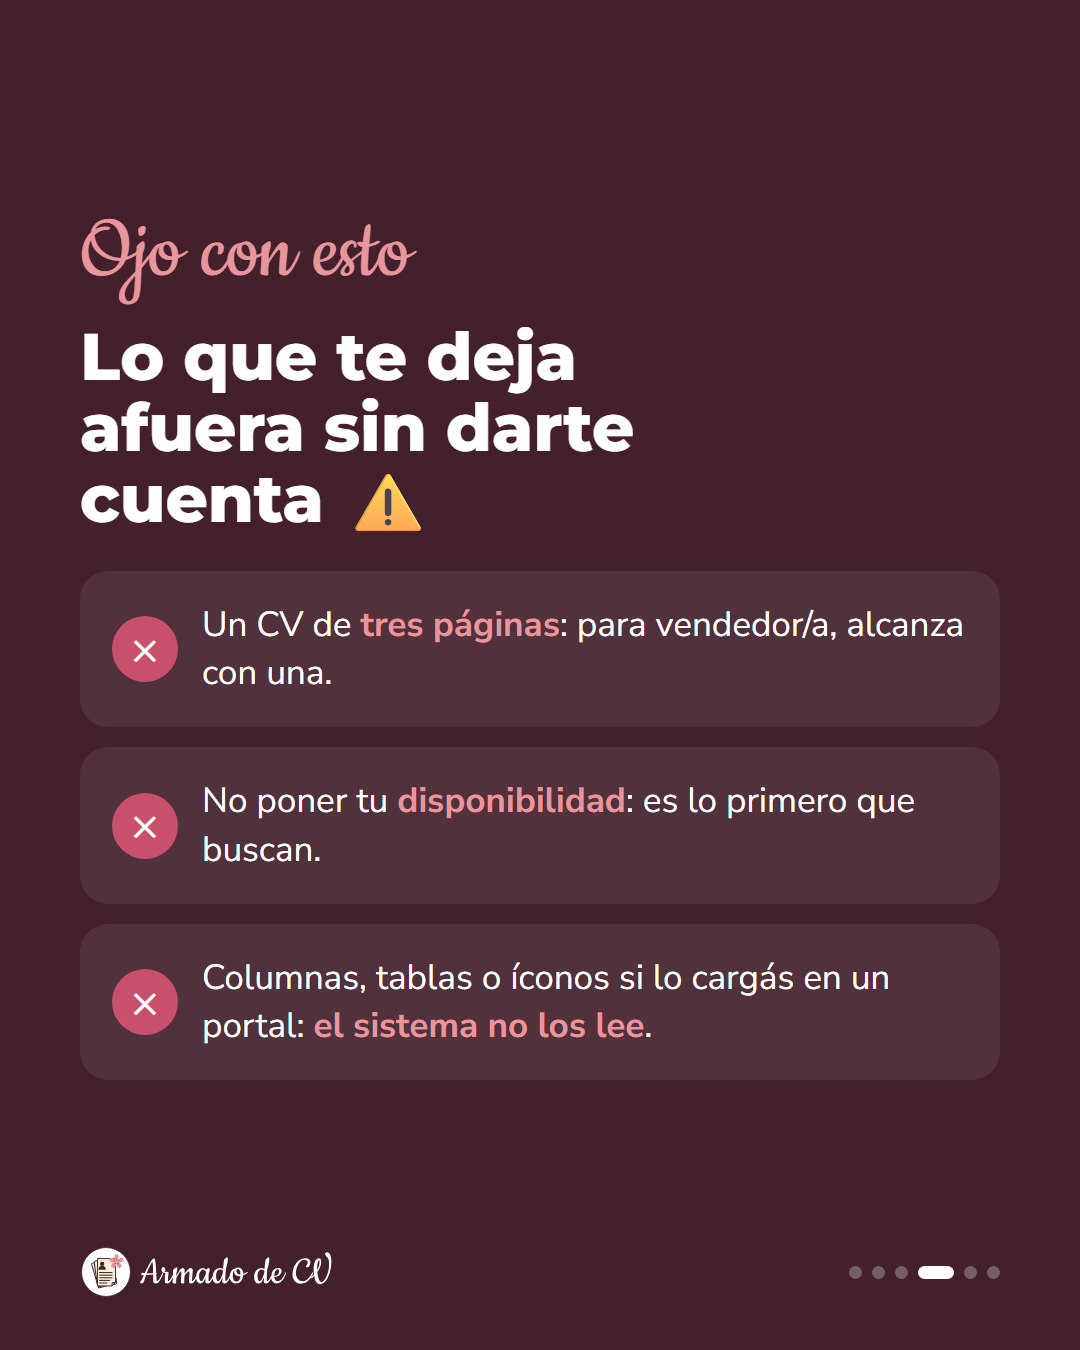 Ojo con esto
Lo que te deja
afuera sin darte
cuenta ⚠️
Un CV de tres páginas: para vendedor/a, alcanza
con una.
No poner tu disponibilidad: es lo primero que
buscan.
Columnas, tablas o íconos si lo cargás en un
portal: el sistema no los lee.
Armado de CV